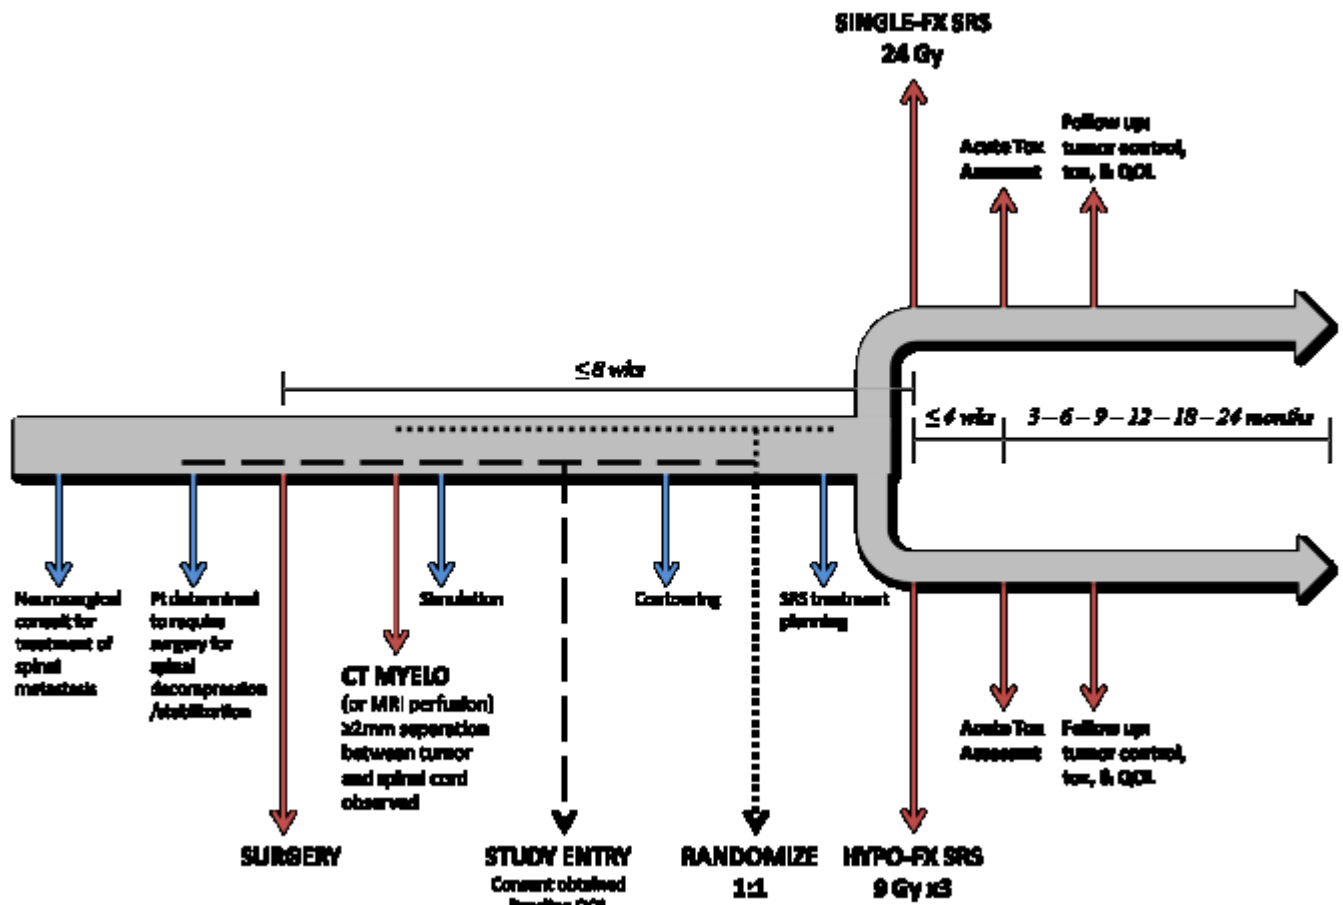 SINGLE-FX SRS
24 Gy
Acute Tox
Assessmt
Follow up:
tumor control,
tox, & QOL
≤ 8 wks
≤ 4 wks
3 – 6 – 9 – 12 – 18 – 24 months
Neurosurgical
consult for
treatment of
spinal
metastasis
Pt determined
to require
surgery for
spinal
decompression
/stabilization
Simulation
Contouring
SRS treatment
planning
CT MYELO
(or MRI perfusion)
≥2mm separation
between tumor
and spinal cord
observed
Acute Tox
Assessmt
Follow up:
tumor control,
tox, & QOL
SURGERY
STUDY ENTRY
Consent obtained
RANDOMIZE
1:1
HYPO-FX SRS
9 Gy x3